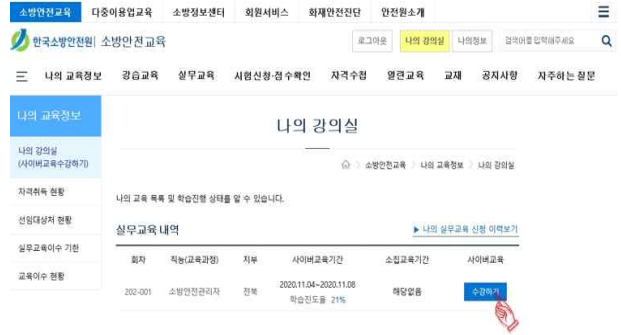 소방안전교육 다중이용업교육 소방정보센터 회원서비스 화재안전진단 안전원소개
한국소방안전원 소방안전교육 로그아웃 나의 강의실 나의정보 검색어를 입력해주세요
나의 교육정보 강습교육 실무교육 시험신청·접수확인 자격수첩 열린교육 교재 공지사항 자주하는질문
나의 교육정보
나의 강의실
나의 강의실
(사이버교육수강하기)
소방안전교육 나의 교육정보 나의 강의실
자격취득 현황
나의 교육 목록 및 학습진행 상태를 알 수 있습니다.
선임대상처 현황
실무교육 내역 ▶ 나의 실무교육 신청 이력보기
실무교육이수 기한
회차 직능(교육과정) 지부 사이버교육기간 소집교육기간 사이버교육
교육이수 현황
202-001 소방안전관리자 전북 2020.11.04~2020.11.08 해당없음 수강하기
학습진도율 21%